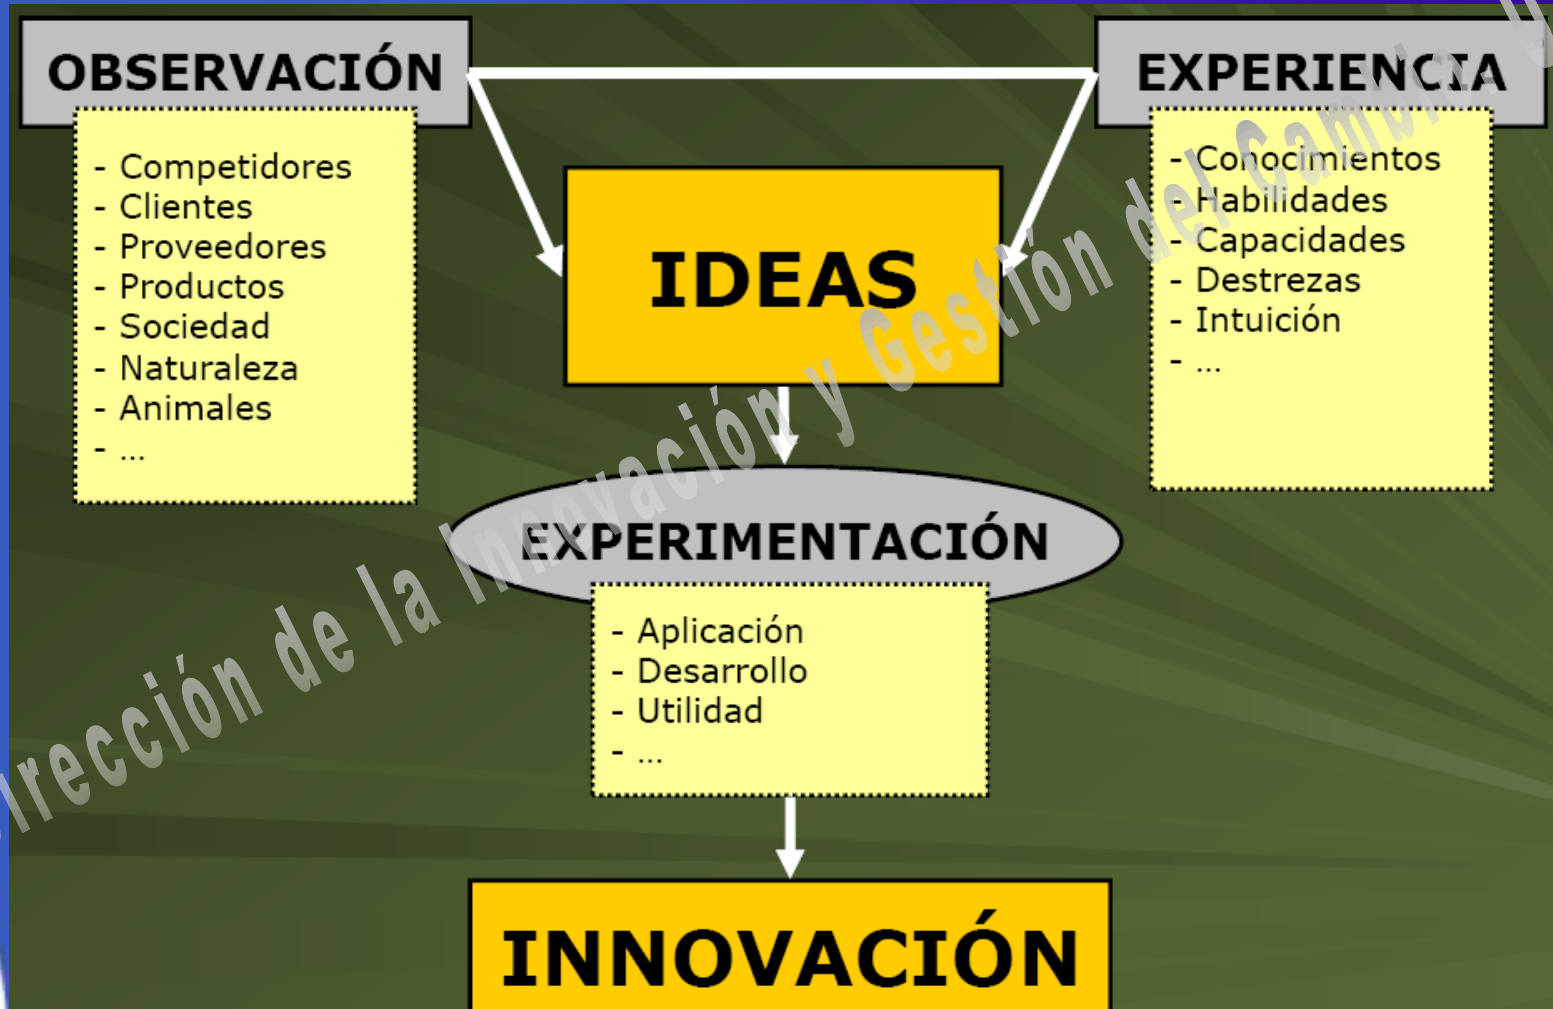 OBSERVACIÓN
- Competidores
- Clientes
- Proveedores
- Productos
- Sociedad
- Naturaleza
- Animales
- ...
EXPERIENCIA
- Conocimientos
- Habilidades
- Capacidades
- Destrezas
- Intuición
- ...
IDEAS
EXPERIMENTACIÓN
- Aplicación
- Desarrollo
- Utilidad
- ...
INNOVACIÓN
irección de la Innovación y Gestión del Cambio. U